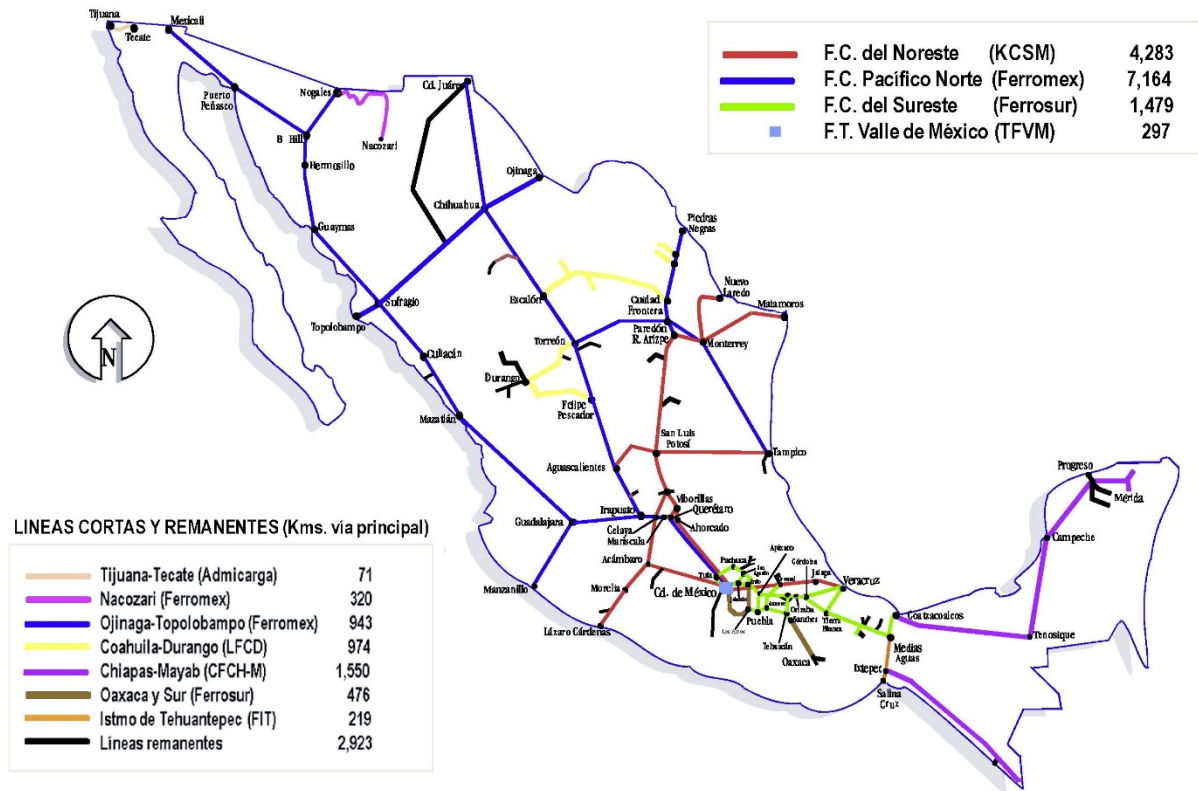 Tijuana
Mexicali
Tecate
Puerto
Peñasco
Nogales
Cd. Juárez
B Hill
Nacozari
Hermosillo
Ojinaga
Chihuahua
Guaymas
Piedras
Negras
Sufragio
Topolobampo
Escalón
Cuidad
Frontera
Nuevo
Laredo
Matamoros
Paredón
R. Arizpe
Monterrey
Torreón
Culiacán
Durango
Felipe
Pescador
Mazatlán
San Luis
Potosí
Tampico
Aguascalientes
Viborillas
Querétaro
Irapuato
Celaya
Mariscala
Ahorcado
Guadalajara
Acámbaro
Manzanillo
Morelia
Lázaro Cárdenas
Tula
Pachuca
Cd. de México
Apizaco
Córdoba
Jalapa
Veracruz
Puebla
Orizaba
Sanchez
Tierra
Blanca
Tehuacán
Oaxaca
Coatzacoalcos
Medias
Aguas
Ixtepec
Salina
Cruz
Tenosique
Campeche
Progreso
Mérida
N
F.C. del Noreste (KCSM) 4,283
F.C. Pacífico Norte (Ferromex) 7,164
F.C. del Sureste (Ferrosur) 1,479
F.T. Valle de México (TFVM) 297
LINEAS CORTAS Y REMANENTES (Kms. via principal)
Tijuana-Tecate (Admicarga) 71
Nacozari (Ferromex) 320
Ojinaga-Topolobampo (Ferromex) 943
Coahuila-Durango (LFCD) 974
Chiapas-Mayab (CFCH-M) 1,550
Oaxaca y Sur (Ferrosur) 476
Istmo de Tehuantepec (FIT) 219
Líneas remanentes 2,923